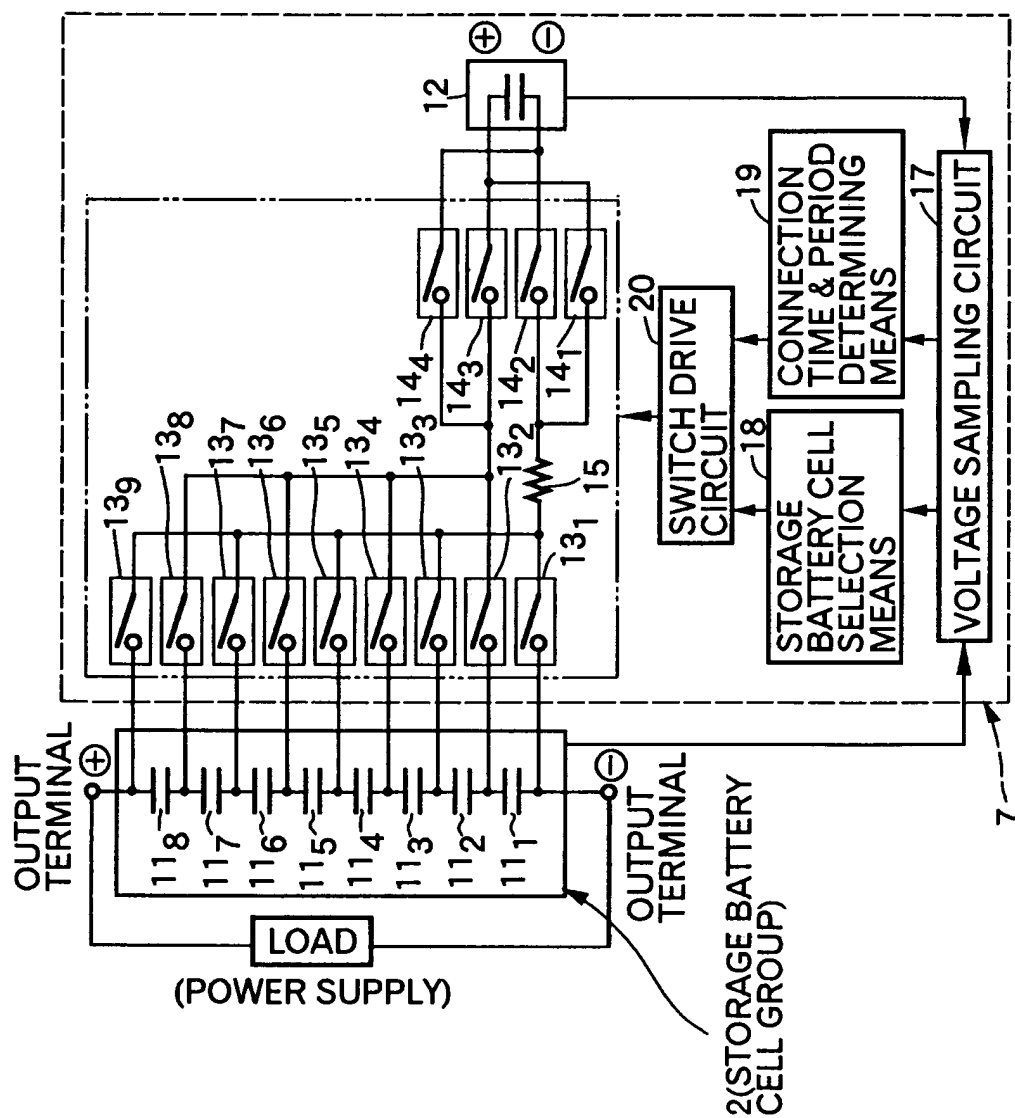 OUTPUT
TERMINAL
⊕
11₈
11₇
11₆
11₅
11₄
11₃
11₂
11₁
⊖
OUTPUT
TERMINAL
LOAD
(POWER SUPPLY)
2(STORAGE BATTERY
CELL GROUP)
13₉
13₈
13₇
13₆
13₅
13₄
13₃
13₂
13₁
15
14₄
14₃
14₂
14₁
12
⊕
⊖
20
SWITCH DRIVE
CIRCUIT
18
STORAGE
BATTERY CELL
SELECTION
MEANS
19
CONNECTION
TIME & PERIOD
DETERMINING
MEANS
17
VOLTAGE SAMPLING CIRCUIT
7